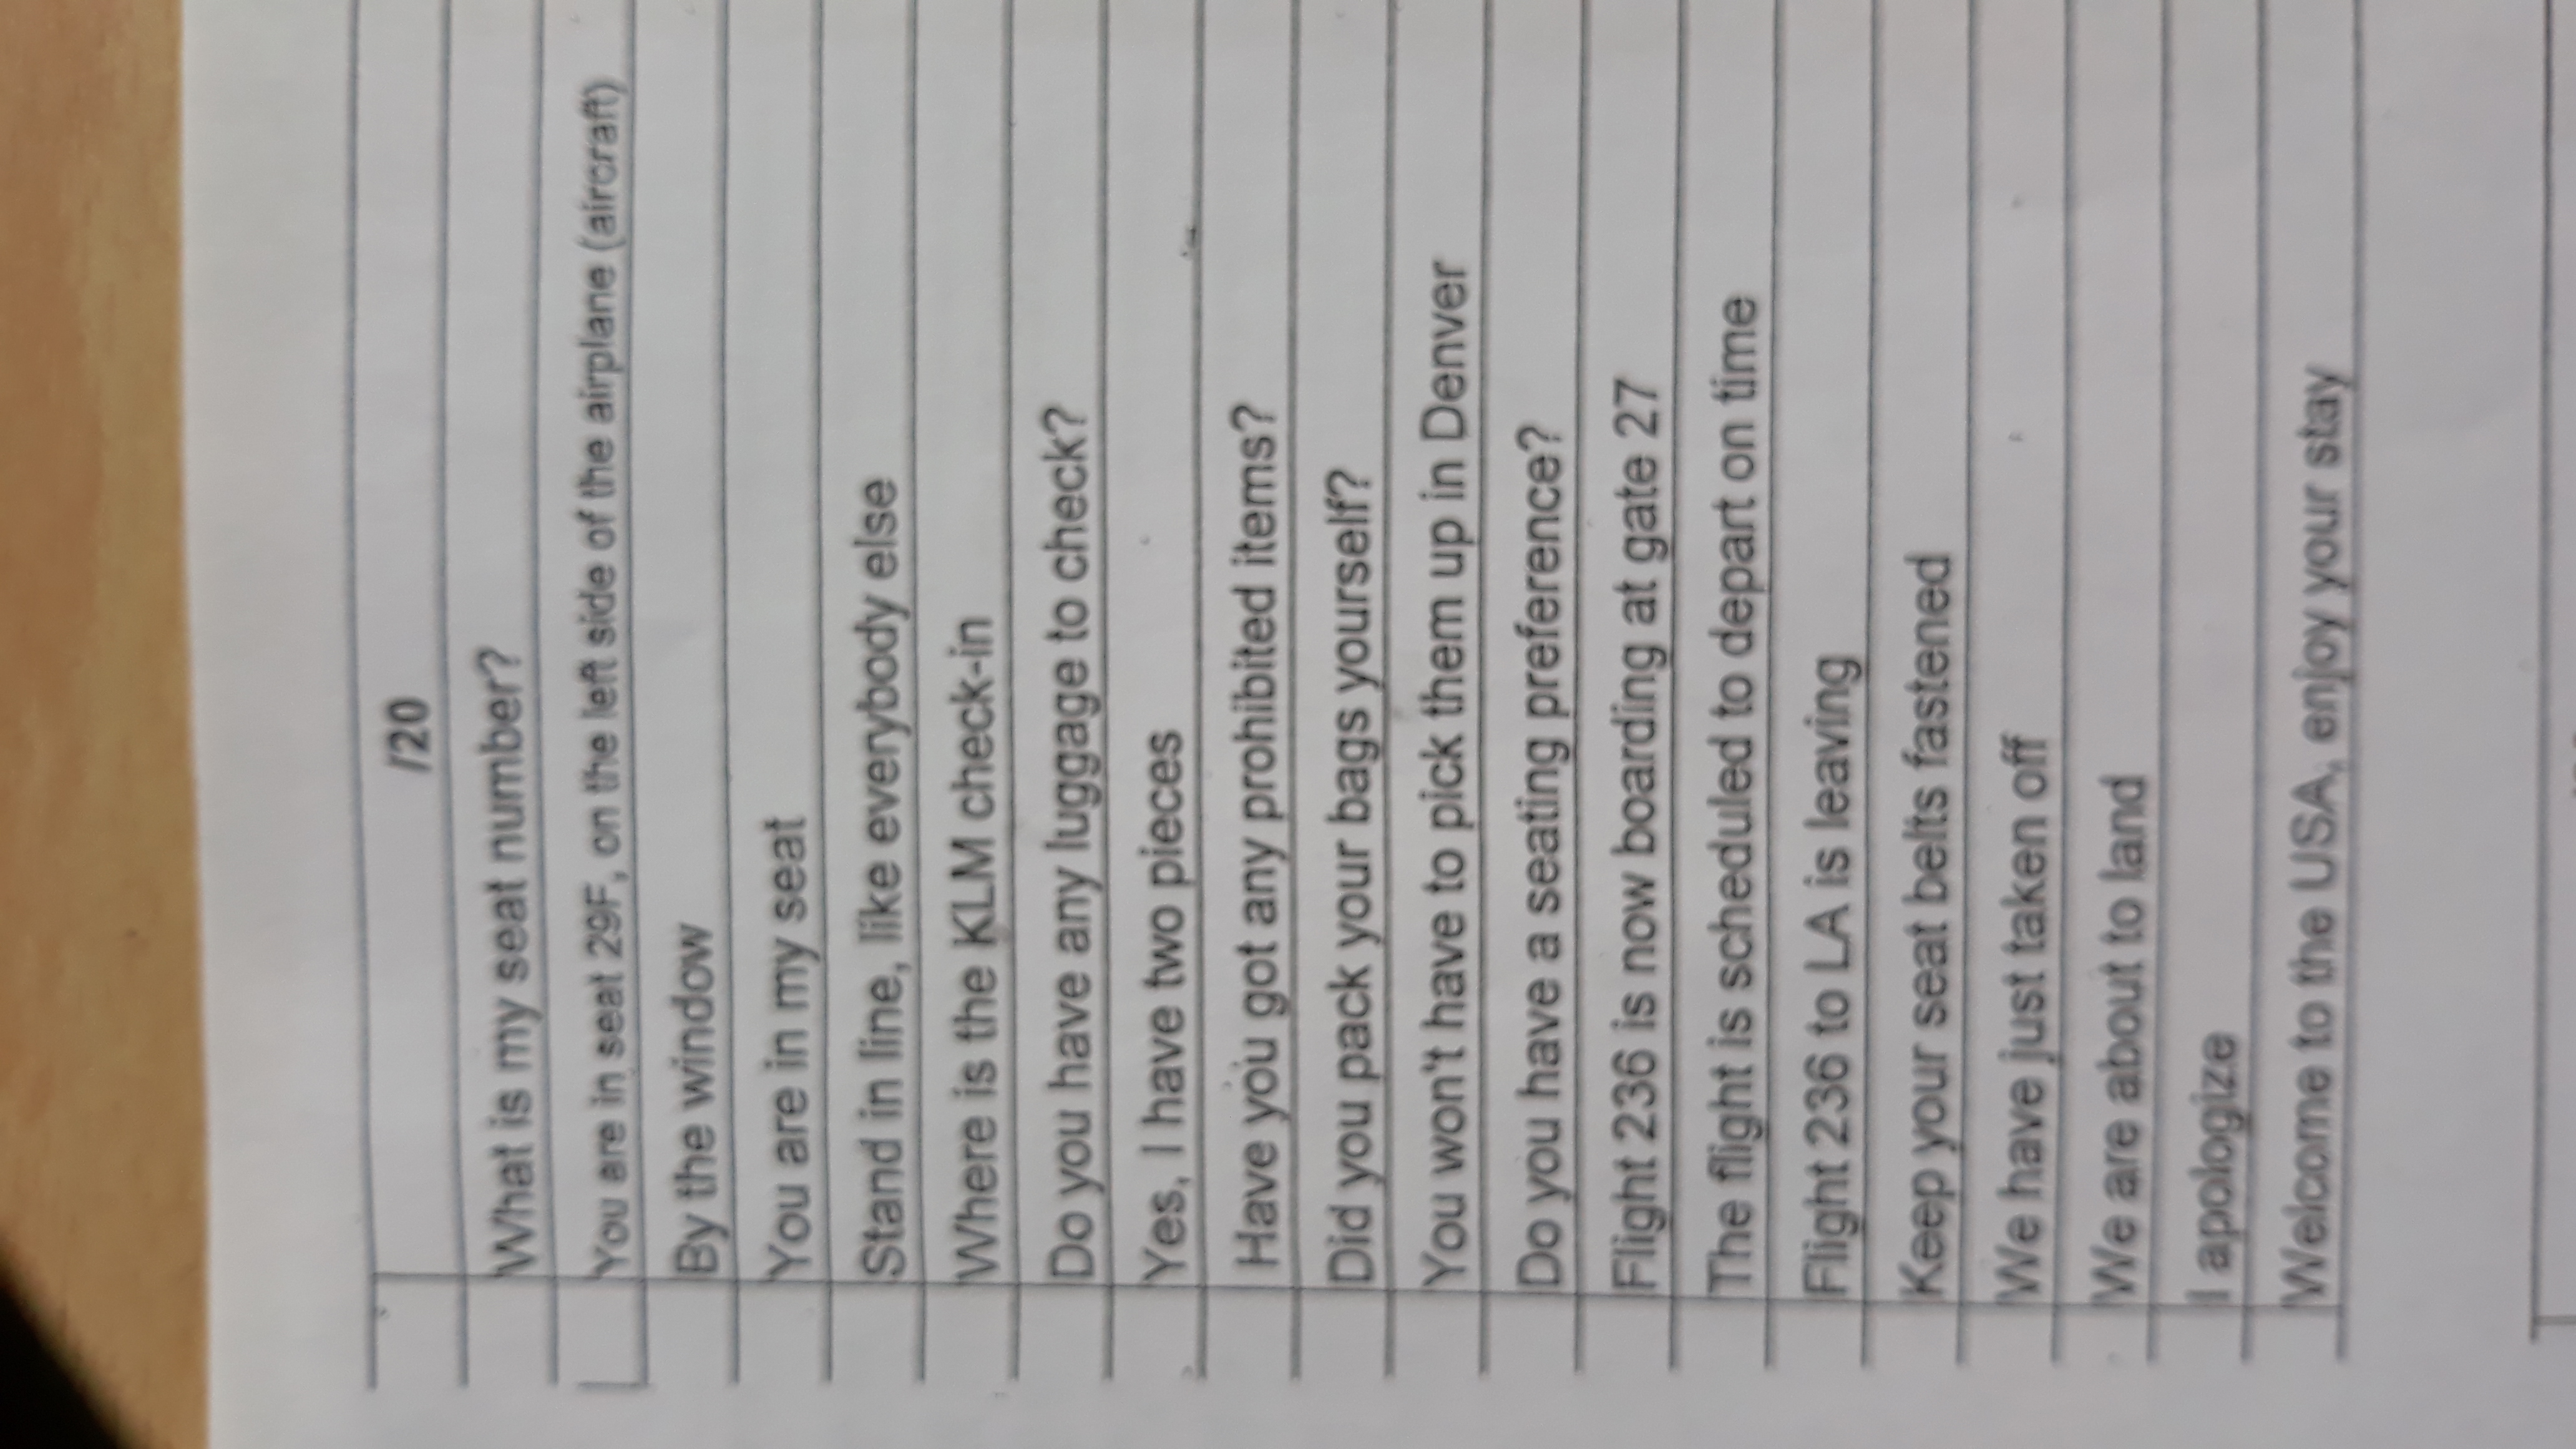 /20
What is my seat number?
You are in seat 29F, on the left side of the airplane (aircraft)
By the window
You are in my seat
Stand in line, like everybody else
Where is the KLM check-in
Do you have any luggage to check?
Yes, I have two pieces
Have you got any prohibited items?
Did you pack your bags yourself?
You won't have to pick them up in Denver
Do you have a seating preference?
Flight 236 is now boarding at gate 27
The flight is scheduled to depart on time
Flight 236 to LA is leaving
Keep your seat belts fastened
We have just taken off
We are about to land
I apologize
Welcome to the USA, enjoy your stay